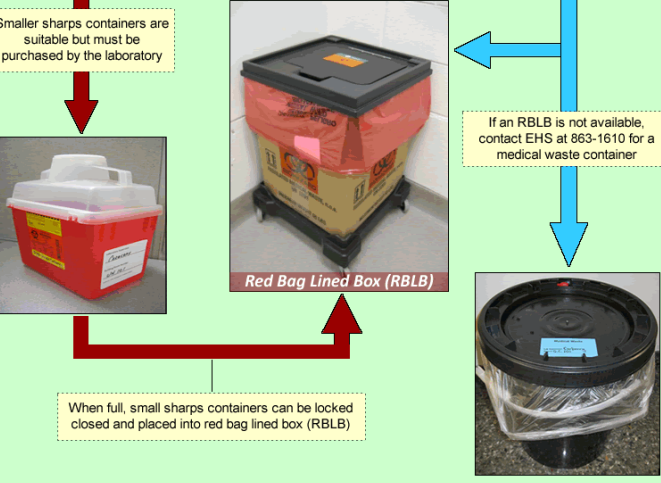 Smaller sharps containers are
suitable but must be
purchased by the laboratory
If an RBLB is not available,
contact EHS at 863-1610 for a
medical waste container
Red Bag Lined Box (RBLB)
When full, small sharps containers can be locked
closed and placed into red bag lined box (RBLB)